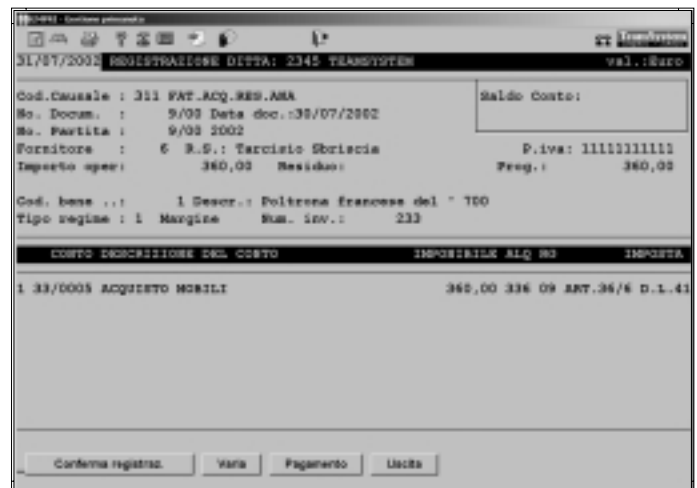 Gestione primanota
31/07/2002 REGISTRAZIONE DITTA: 2345 TEAMSYSTEM val.:Euro
Cod.Causale : 311 FAT.ACQ.REG.ANA Saldo Conto:
No. Docum. : 9/00 Data doc.:30/07/2002
No. Partita : 9/00 2002
Fornitore : 6 R.S.: Tarcisio Sbriscia P.iva: 11111111111
Importo oper: 360,00 Residuo: Prog.: 360,00
Cod. bene ..: 1 Descr.: Poltrona francese del ' 700
Tipo regime : 1 Margine Num. inv.: 233
CONTO DESCRIZIONE DEL CONTO IMPONIBILE ALQ NO IMPOSTA
1 33/0005 ACQUISTO MOBILI 360,00 336 09 ART.36/6 D.L.41
Conferma registraz. Varia Pagamento Uscita